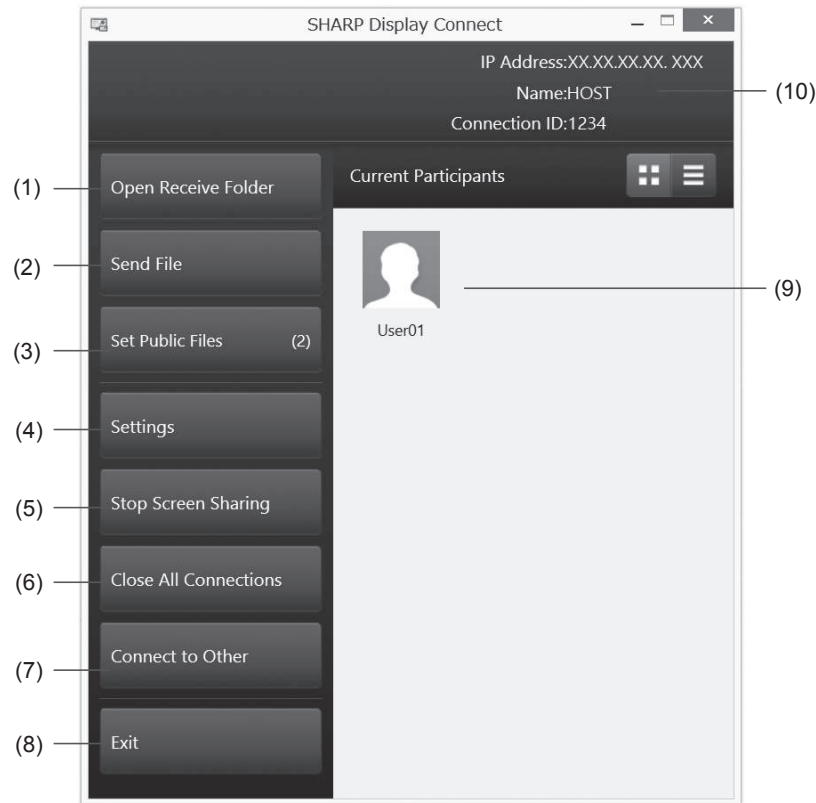 SHARP Display Connect
IP Address:XX.XX.XX.XX. XXX
Name:HOST
(10)
Connection ID:1234
(1)
Open Receive Folder
Current Participants
(2)
Send File
(9)
(3)
Set Public Files (2)
User01
(4)
Settings
(5)
Stop Screen Sharing
(6)
Close All Connections
(7)
Connect to Other
(8)
Exit